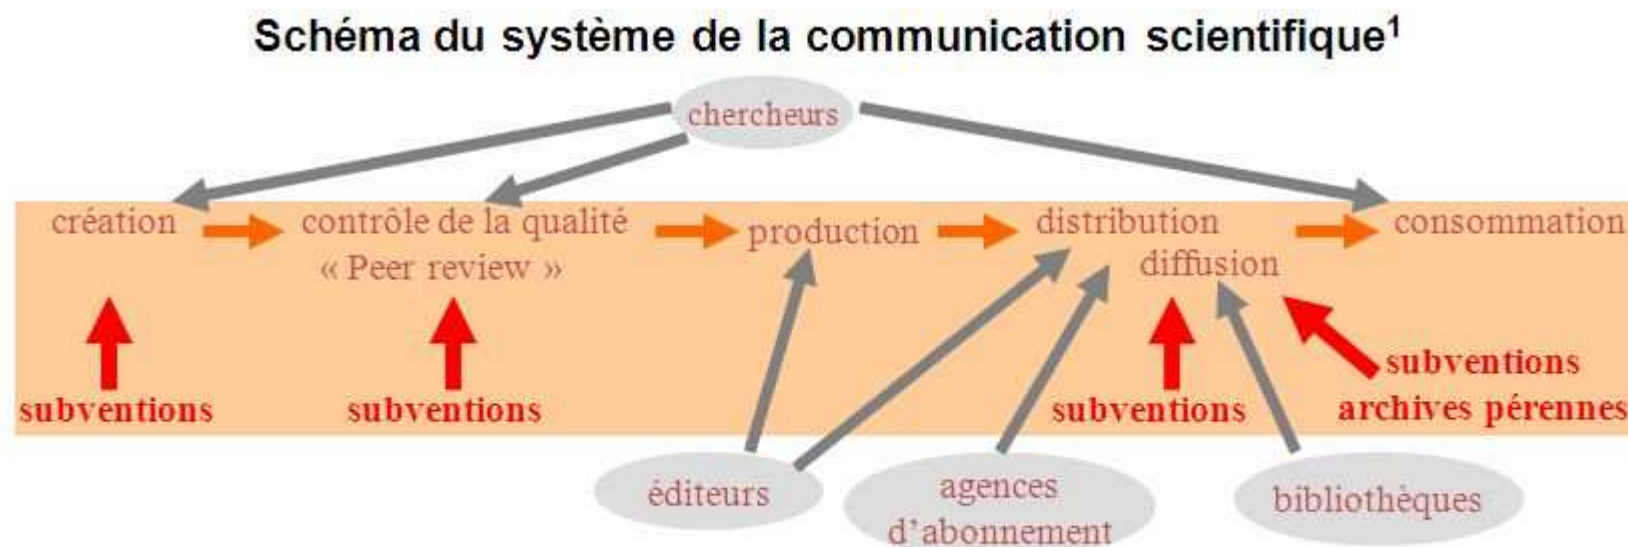 Schéma du système de la communication scientifique¹
chercheurs
création
contrôle de la qualité
« Peer review »
production
distribution
diffusion
consommation
subventions
subventions
subventions
subventions
archives pérennes
éditeurs
agences
d’abonnement
bibliothèques